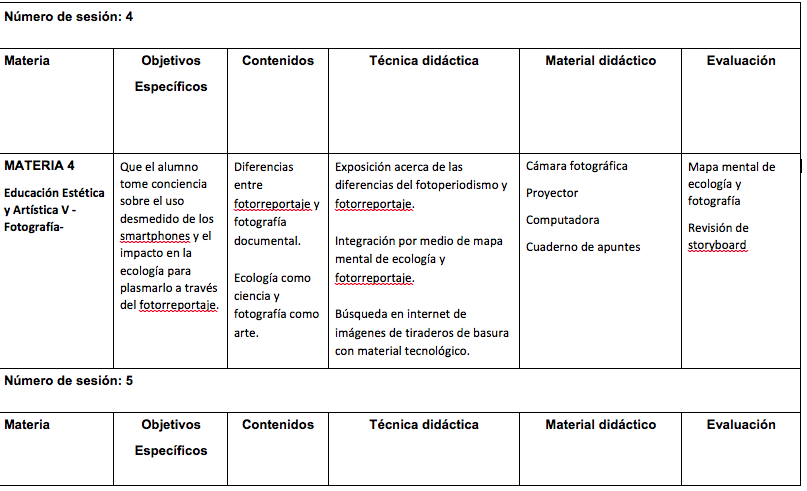 Número de sesión: 4
Materia
Objetivos
Específicos
Contenidos
Técnica didáctica
Material didáctico
Evaluación
MATERIA 4
Educación Estética
y Artística V -
Fotografía-
Que el alumno
tome conciencia
sobre el uso
desmedido de los
smartphones y el
impacto en la
ecología para
plasmarlo a través
del fotorreportaje.
Diferencias
entre
fotorreportaje y
fotografía
documental.
Ecología como
ciencia y
fotografía como
arte.
Exposición acerca de las
diferencias del fotoperiodismo y
fotorreportaje.
Integración por medio de mapa
mental de ecología y
fotorreportaje.
Búsqueda en internet de
imágenes de tiraderos de basura
con material tecnológico.
Cámara fotográfica
Proyector
Computadora
Cuaderno de apuntes
Mapa mental de
ecología y
fotografía
Revisión de
storyboard
Número de sesión: 5
Materia
Objetivos
Específicos
Contenidos
Técnica didáctica
Material didáctico
Evaluación